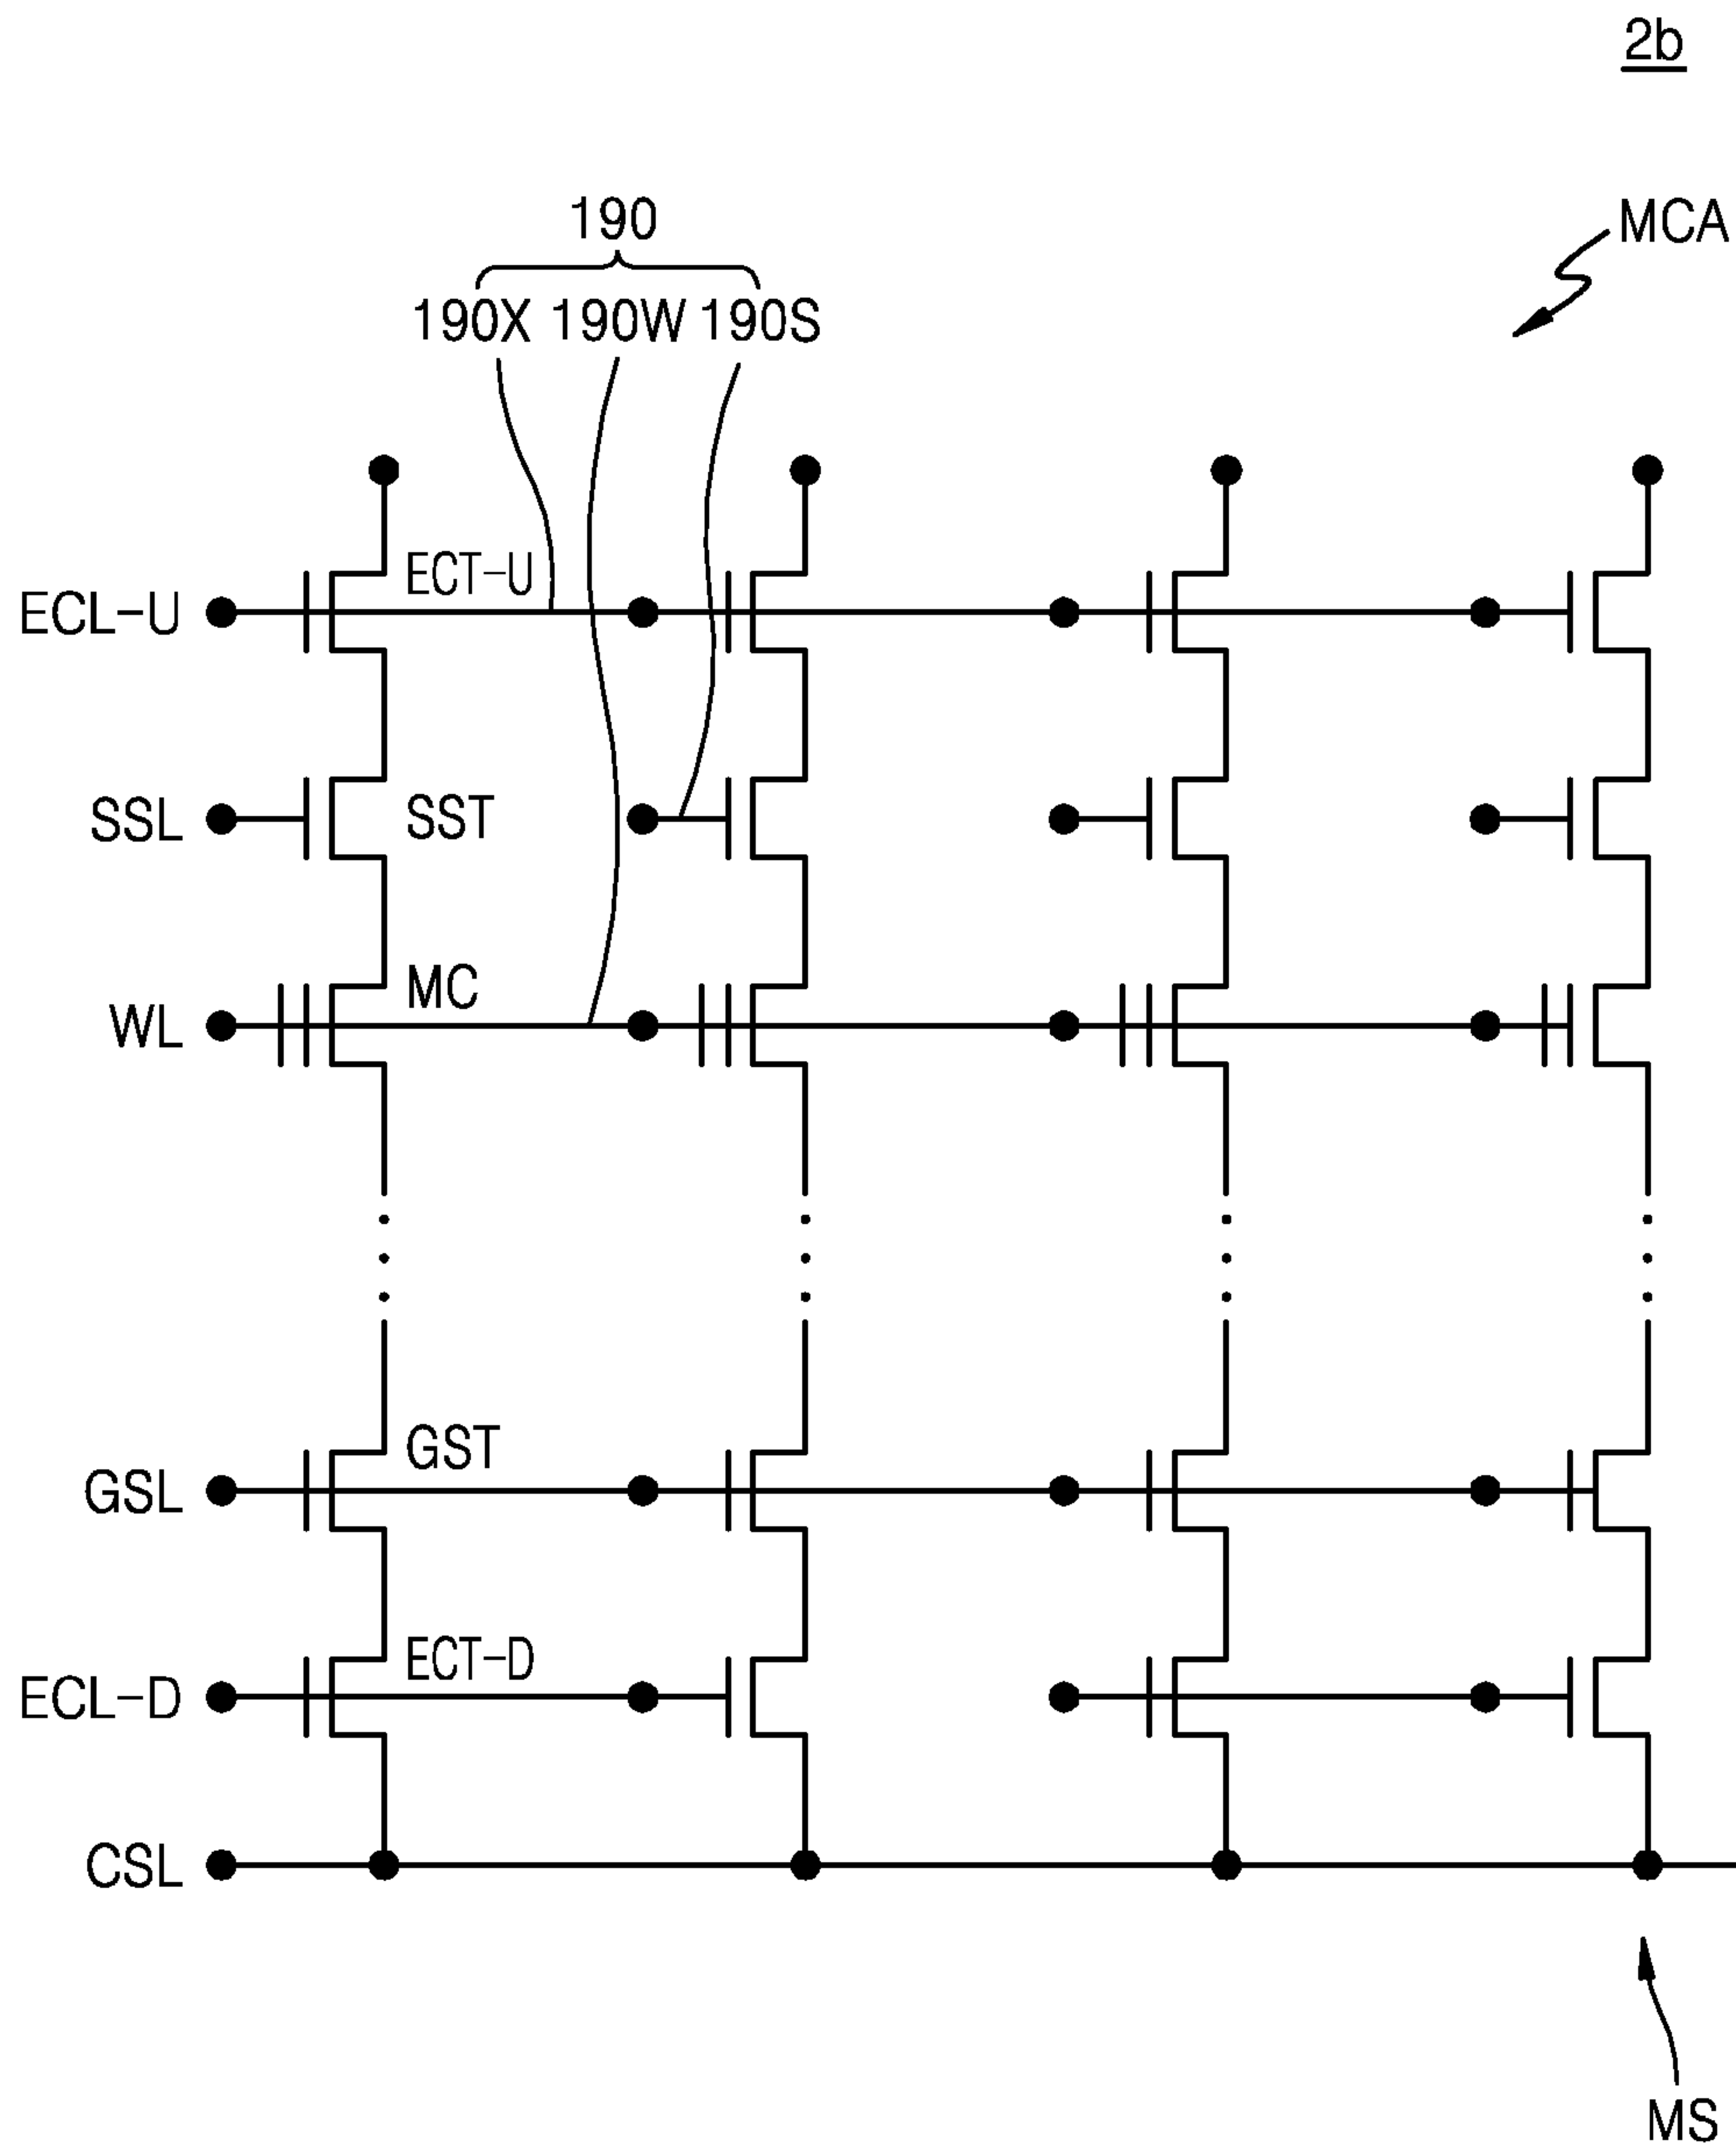 2b
MCA
190
190X 190W 190S
ECL-U
ECT-U
SSL
SST
WL
MC
GSL
GST
ECL-D
ECT-D
CSL
MS